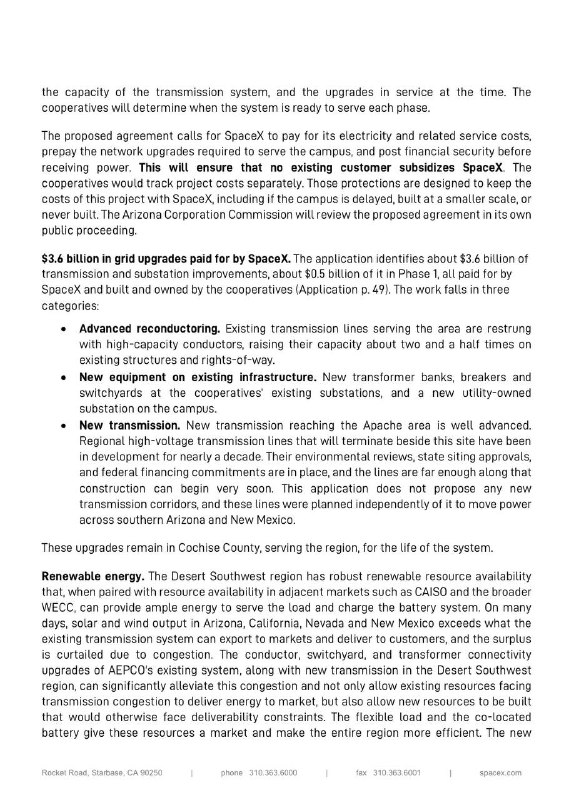 the capacity of the transmission system, and the upgrades in service at the time. The
cooperatives will determine when the system is ready to serve each phase.
The proposed agreement calls for SpaceX to pay for its electricity and related service costs,
prepay the network upgrades required to serve the campus, and post financial security before
receiving power. This will ensure that no existing customer subsidizes SpaceX. The
cooperatives would track project costs separately. Those protections are designed to keep the
costs of this project with SpaceX, including if the campus is delayed, built at a smaller scale, or
never built. The Arizona Corporation Commission will review the proposed agreement in its own
public proceeding.
$3.6 billion in grid upgrades paid for by SpaceX. The application identifies about $3.6 billion of
transmission and substation improvements, about $0.5 billion of it in Phase 1, all paid for by
SpaceX and built and owned by the cooperatives (Application p. 49). The work falls in three
categories:
• Advanced reconductoring. Existing transmission lines serving the area are restrung
with high-capacity conductors, raising their capacity about two and a half times on
existing structures and rights-of-way.
• New equipment on existing infrastructure. New transformer banks, breakers and
switchyards at the cooperatives' existing substations, and a new utility-owned
substation on the campus.
• New transmission. New transmission reaching the Apache area is well advanced.
Regional high-voltage transmission lines that will terminate beside this site have been
in development for nearly a decade. Their environmental reviews, state siting approvals,
and federal financing commitments are in place, and the lines are far enough along that
construction can begin very soon. This application does not propose any new
transmission corridors, and these lines were planned independently of it to move power
across southern Arizona and New Mexico.
These upgrades remain in Cochise County, serving the region, for the life of the system.
Renewable energy. The Desert Southwest region has robust renewable resource availability
that, when paired with resource availability in adjacent markets such as CAISO and the broader
WECC, can provide ample energy to serve the load and charge the battery system. On many
days, solar and wind output in Arizona, California, Nevada and New Mexico exceeds what the
existing transmission system can export to markets and deliver to customers, and the surplus
is curtailed due to congestion. The conductor, switchyard, and transformer connectivity
upgrades of AEPCO's existing system, along with new transmission in the Desert Southwest
region, can significantly alleviate this congestion and not only allow existing resources facing
transmission congestion to deliver energy to market, but also allow new resources to be built
that would otherwise face deliverability constraints. The flexible load and the co-located
battery give these resources a market and make the entire region more efficient. The new
Rocket Road, Starbase, CA 90250 | phone 310.363.6000 | fax 310.363.6001 | spacex.com